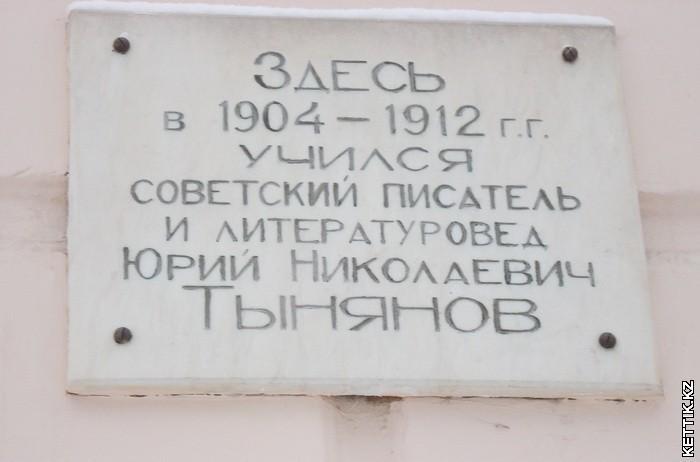 Здесь
в 1904 – 1912 г.г.
учился
советский писатель
и литературовед
Юрий Николаевич
Тынянов
KETTIK.KZ